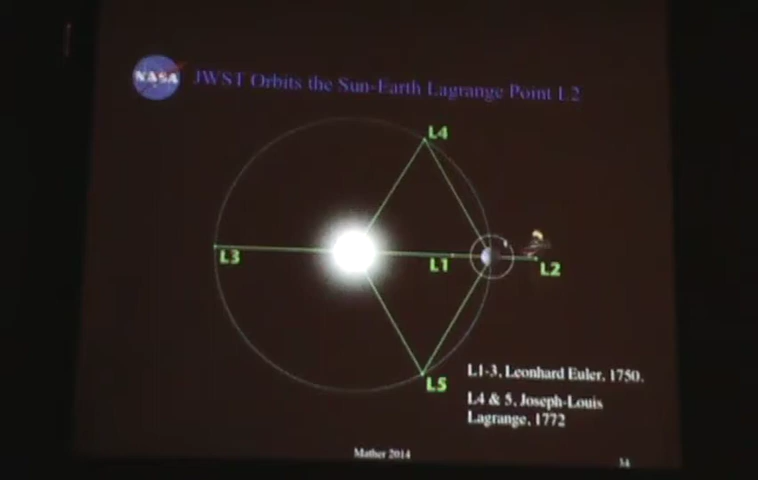 NASA
JWST Orbits the Sun-Earth Lagrange Point L2
L4
L3
L1
L2
L5
L1-3, Leonhard Euler, 1750.
L4 & 5, Joseph-Louis
Lagrange, 1772
Mather 2014
34